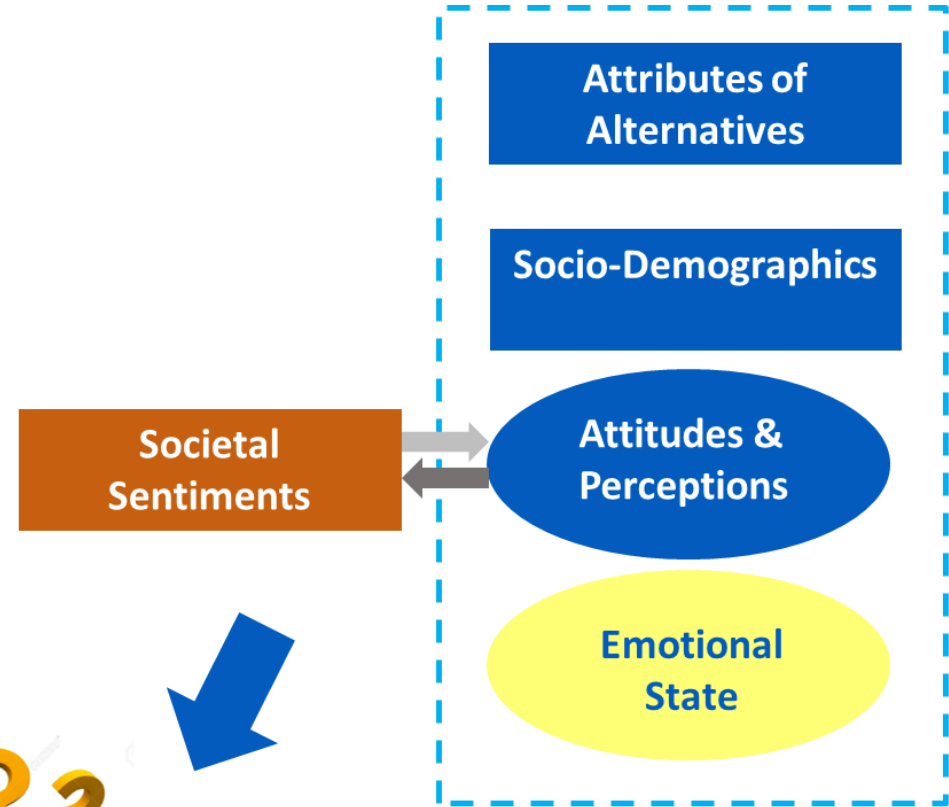 Attributes of
Alternatives
Socio-Demographics
Societal
Sentiments
Attitudes &
Perceptions
Emotional
State